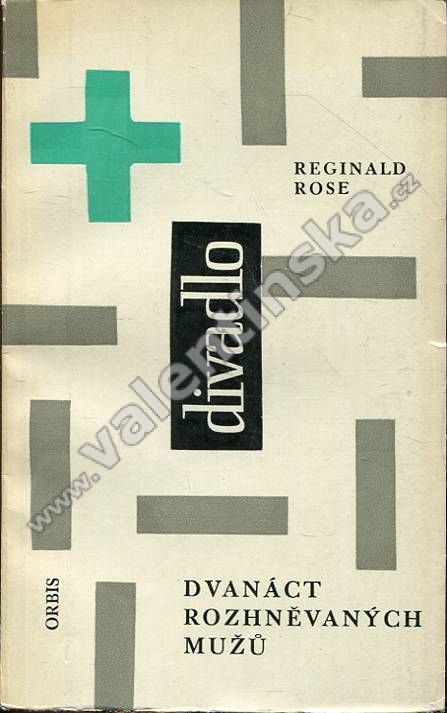 REGINALD
ROSE
divadlo
www.valentinska.cz
ORBIS
DVANÁCT
ROZHNĚVANÝCH
MUŽŮ